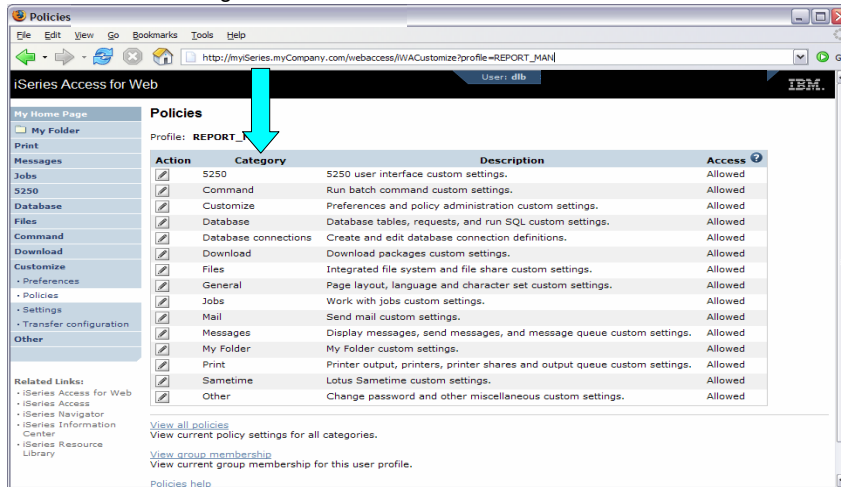 Policies
File Edit View Go Bookmarks Tools Help
http://myiSeries.myCompany.com/webaccess/iWACustomize?profile=REPORT_MAN
G
iSeries Access for Web
User: dlb
IBM.
My Home Page
My Folder
Print
Messages
Jobs
5250
Database
Files
Command
Download
Customize
• Preferences
• Policies
• Settings
• Transfer configuration
Other
Related Links:
• iSeries Access for Web
• iSeries Access
• iSeries Navigator
• iSeries Information
Center
• iSeries Resource
Library
Policies
Profile: REPORT_
Action Category Description Access ?
5250 5250 user interface custom settings. Allowed
Command Run batch command custom settings. Allowed
Customize Preferences and policy administration custom settings. Allowed
Database Database tables, requests, and run SQL custom settings. Allowed
Database connections Create and edit database connection definitions. Allowed
Download Download packages custom settings. Allowed
Files Integrated file system and file share custom settings. Allowed
General Page layout, language and character set custom settings. Allowed
Jobs Work with jobs custom settings. Allowed
Mail Send mail custom settings. Allowed
Messages Display messages, send messages, and message queue custom settings. Allowed
My Folder My Folder custom settings. Allowed
Print Printer output, printers, printer shares and output queue custom settings. Allowed
Sametime Lotus Sametime custom settings. Allowed
Other Change password and other miscellaneous custom settings. Allowed
View all policies
View current policy settings for all categories.
View group membership
View current group membership for this user profile.
Policies help